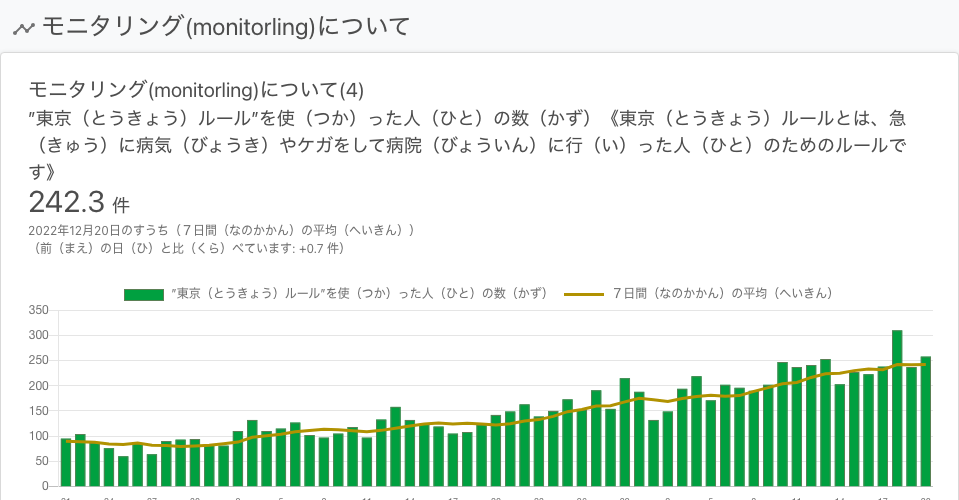 モニタリング(monitorling)について
モニタリング(monitorling)について(4)
”東京（とうきょう）ルール”を使（つか）った人（ひと）の数（かず）《東京（とうきょう）ルールとは、急
（きゅう）に病気（びょうき）やケガをして病院（びょういん）に行（い）った人（ひと）のためのルールで
す》
242.3 件
2022年12月20日のすうち（７日間（なのかかん）の平均（へいきん））
（前（まえ）の日（ひ）と比（くら）べています: +0.7 件）
”東京（とうきょう）ルール”を使（つか）った人（ひと）の数（かず） ７日間（なのかかん）の平均（へいきん）
350
300
250
200
150
100
50
0